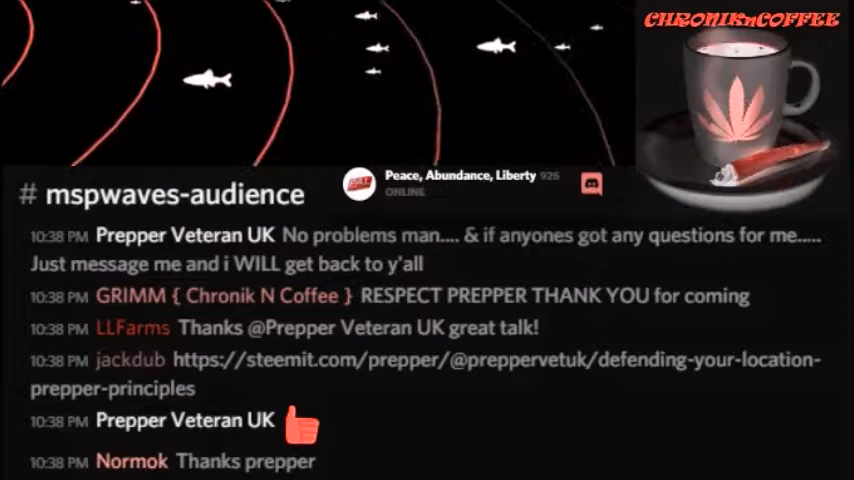 CHRONIKnCOFFEE
Peace, Abundance, Liberty 926
ONLINE
# mspwaves-audience
10:38 PM Prepper Veteran UK No problems man.... & if anyones got any questions for me.....
Just message me and i WILL get back to y'all
10:38 PM GRIMM { Chronik N Coffee } RESPECT PREPPER THANK YOU for coming
10:38 PM LLFarms Thanks @Prepper Veteran UK great talk!
10:38 PM jackdub https://steemit.com/prepper/@preppervetuk/defending-your-location-
prepper-principles
10:38 PM Prepper Veteran UK
10:38 PM Normok Thanks prepper